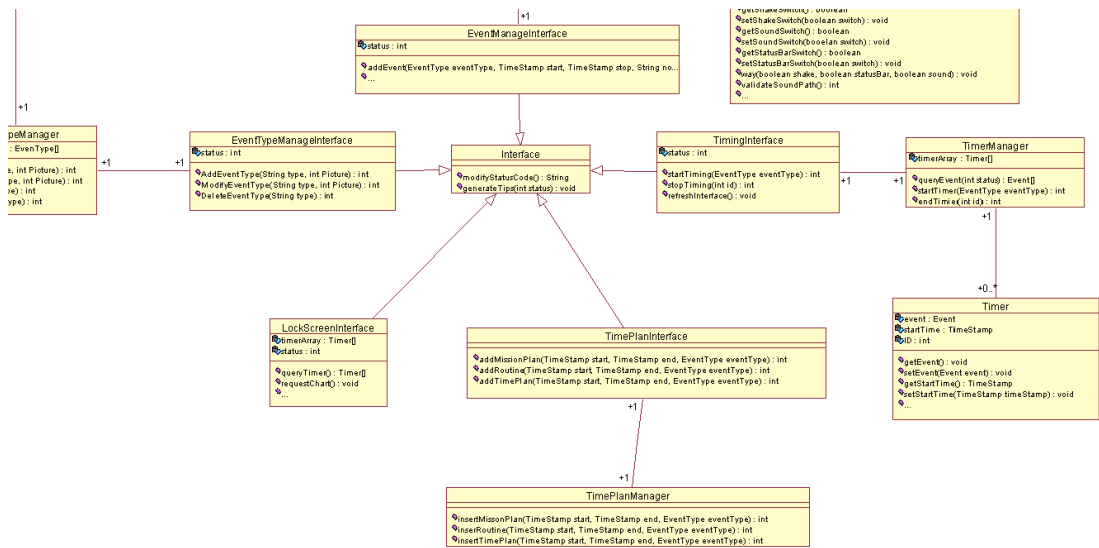 +1
getShakeSwitch() : boolean
setShakeSwitch(boolean switch) : void
getSoundSwitch() : boolean
setSoundSwitch(booelan switch) : void
getStatusBarSwitch() : boolean
setStatusBarSwitch(boolean switch) : void
way(boolean shake, boolean statusBar, boolean sound) : void
validateSoundPath() : int
...
EventManageInterface
status : int
addEvent(EventType eventType, TimeStamp start, TimeStamp stop, String no...
...
+1
ypeManager
: EvenType[]
e, int Picture) : int
ype, int Picture) : int
pe) : int
ype) : int
+1
+1
EventTypeManageInterface
status : int
AddEventType(String type, int Picture) : int
ModifyEventType(String type, int Picture) : int
DeleteEventType(String type) : int
Interface
modifyStatusCode() : String
generateTips(int status) : void
TimingInterface
status : int
startTiming(EventType eventType) : int
stopTiming(int id) : int
refreshInterface() : void
+1
+1
TimerManager
timerArray : Timer[]
queryEvent(int status) : Event[]
startTimer(EventType eventType) : int
endTimier(int id) : int
+1
+0..*
LockScreenInterface
timerArray : Timer[]
status : int
queryTimer() : Timer[]
requestChart() : void
...
TimePlanInterface
addMissionPlan(TimeStamp start, TimeStamp end, EventType eventType) : int
addRoutine(TimeStamp start, TimeStamp end, EventType eventType) : int
addTimePlan(TimeStamp start, TimeStamp end, EventType eventType) : int
Timer
event : Event
startTime : TimeStamp
ID : int
getEvent() : void
setEvent(Event event) : void
getStartTime() : TimeStamp
setStartTime(TimeStamp timeStamp) : void
...
+1
+1
TimePlanManager
insertMissonPlan(TimeStamp start, TimeStamp end, EventType eventType) : int
inserRoutine(TimeStamp start, TimeStamp end, EventType eventType) : int
insertTimePlan(TimeStamp start, TimeStamp end, EventType eventType) : int